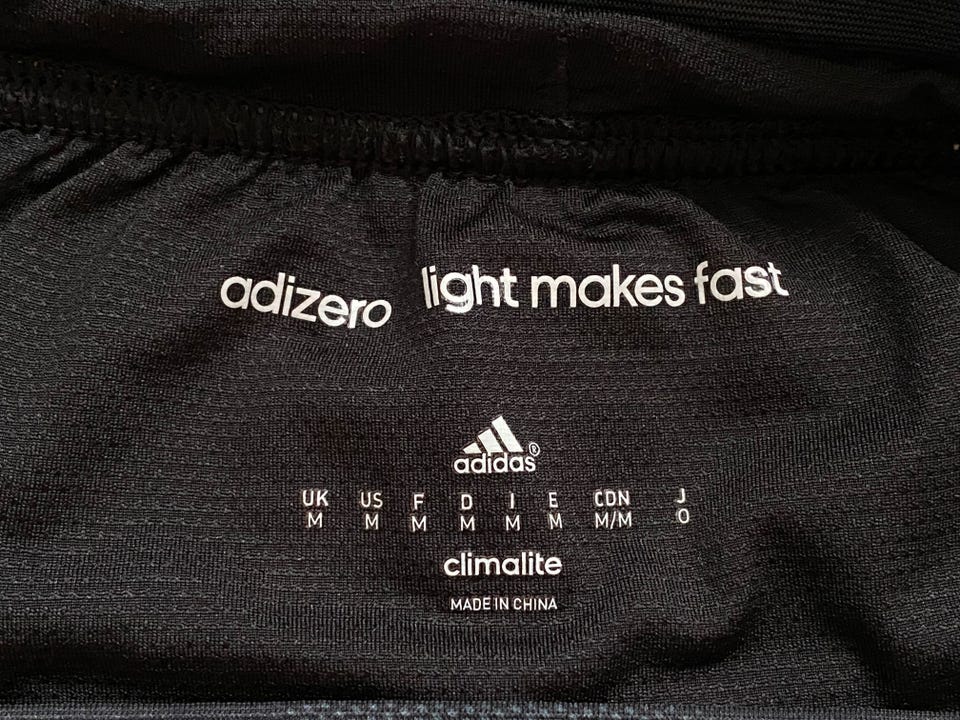 adizero light makes fast
adidas®
UK US F D I E CDN J
M M M M M M M/M O
climalite
MADE IN CHINA